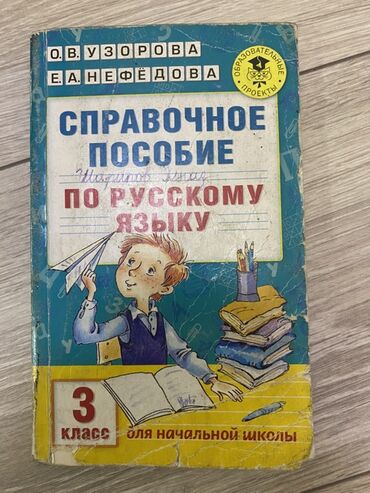 О.В. УЗОРОВА
Е.А. НЕФЁДОВА
ОБРАЗОВАТЕЛЬНЫЕ ПРОЕКТЫ
СПРАВОЧНОЕ
ПОСОБИЕ
ПО РУССКОМУ
ЯЗЫКУ
3
класс
для начальной школы